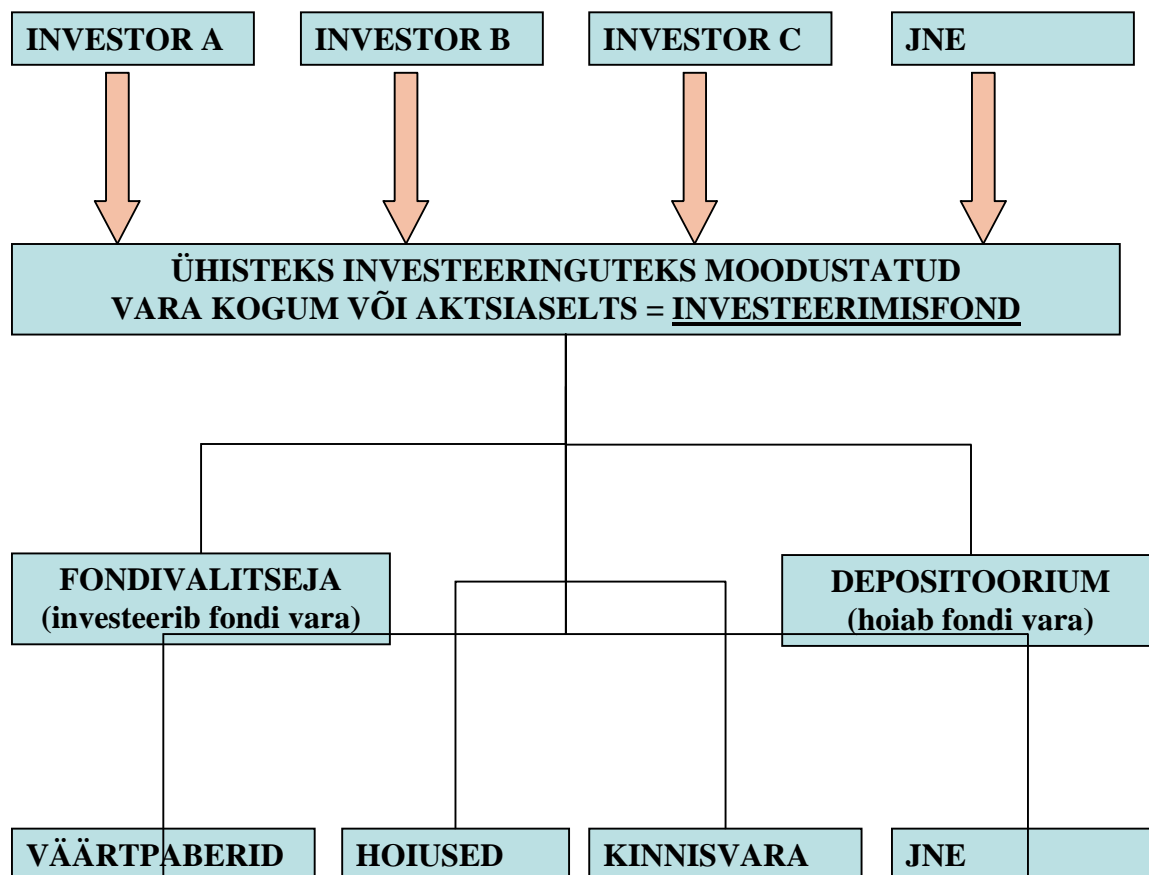 INVESTOR A
INVESTOR B
INVESTOR C
JNE
ÜHISTEKS INVESTEERINGUTEKS MOODUSTATUD
VARA KOGUM VÕI AKTSIASELTS = INVESTEERIMISFOND
FONDIVALITSEJA
(investeerib fondi vara)
DEPOSITOORIUM
(hoiab fondi vara)
VÄÄRTPABERID
HOIUSED
KINNISVARA
JNE